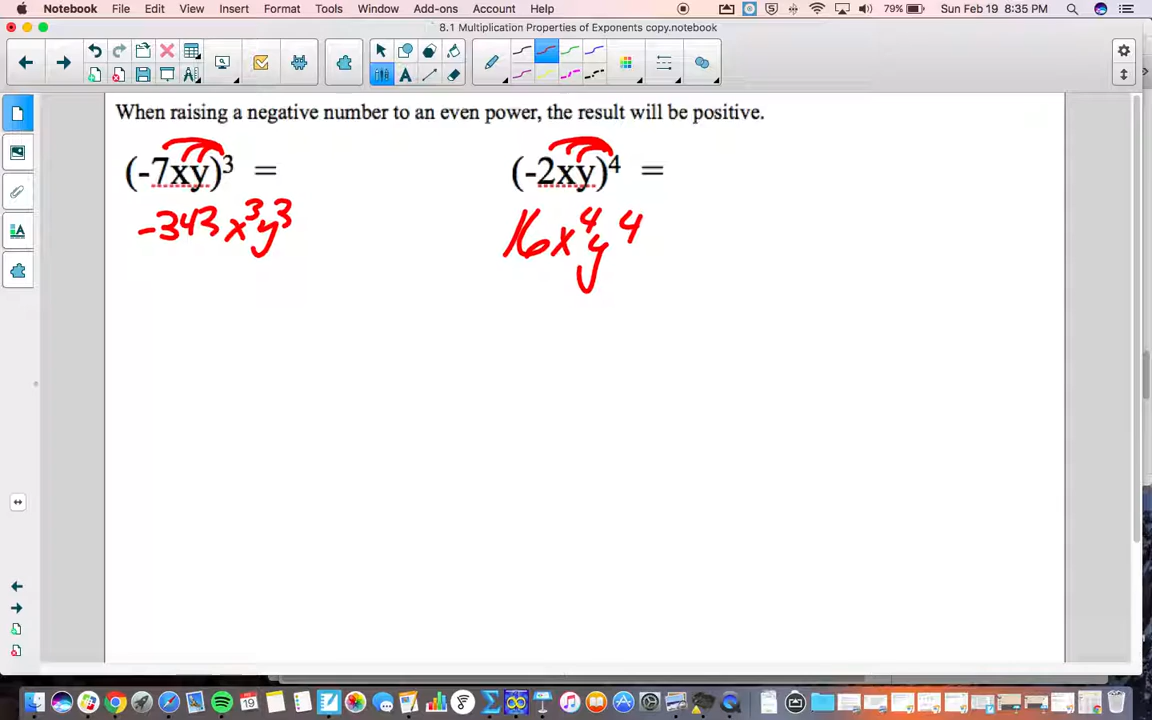 Notebook File Edit View Insert Format Tools Window Add-ons Account Help 79% Sun Feb 19 8:35 PM
8.1 Multiplication Properties of Exponents copy.notebook
When raising a negative number to an even power, the result will be positive.
(-7xy)³ = (-2xy)⁴ =
-343x³y³ 16x⁴y⁴